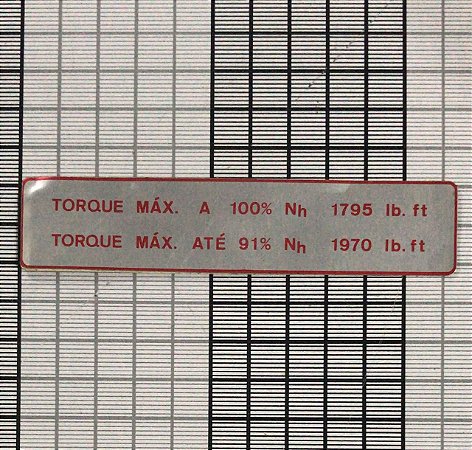 TORQUE MÁX. A 100% Nh 1795 lb. ft
TORQUE MÁX. ATÉ 91% Nh 1970 lb. ft